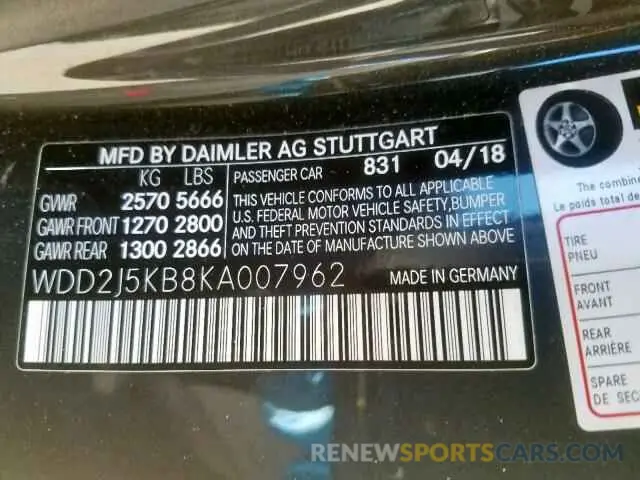 MFD BY DAIMLER AG STUTTGART
KG LBS
GVWR 2570 5666
GAWR FRONT 1270 2800
GAWR REAR 1300 2866
PASSENGER CAR 831 04/18
THIS VEHICLE CONFORMS TO ALL APPLICABLE
U.S. FEDERAL MOTOR VEHICLE SAFETY, BUMPER
AND THEFT PREVENTION STANDARDS IN EFFECT
ON THE DATE OF MANUFACTURE SHOWN ABOVE
WDD2J5KB8KA007962 MADE IN GERMANY
The combine
Le poids total de
TIRE
PNEU
FRONT
AVANT
REAR
ARRIÈRE
SPARE
DE SEC
RENEWSPORTSCARS.COM